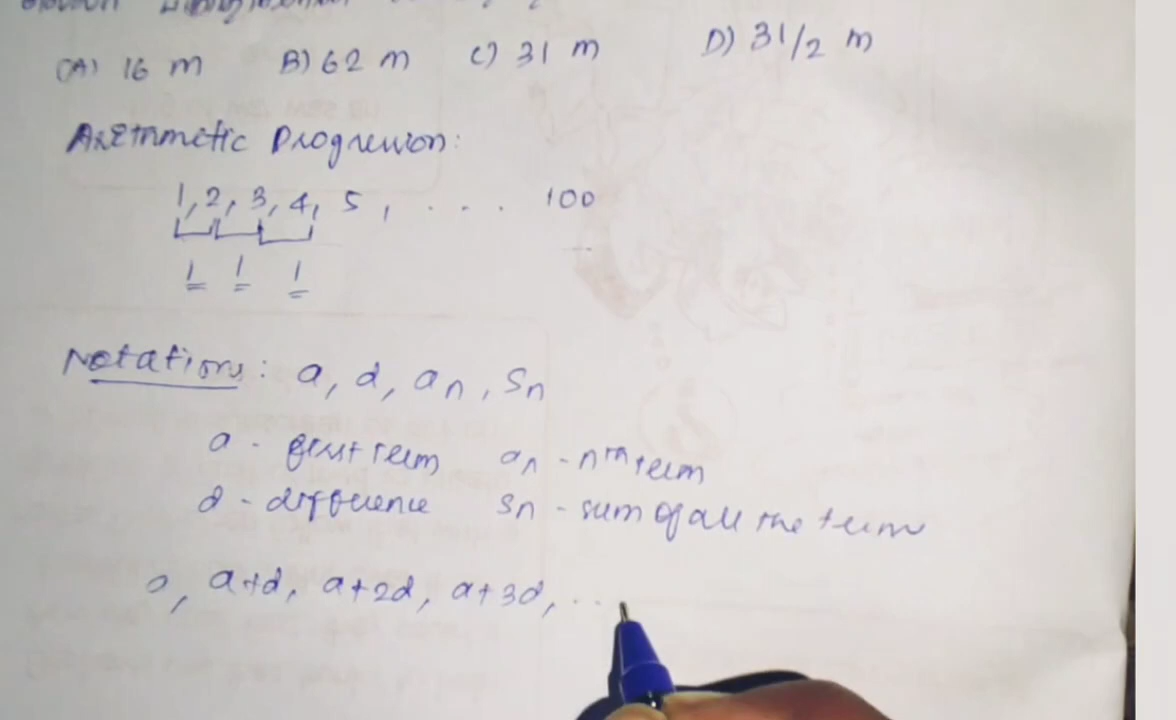 (A) 16 m B) 62 m C) 31 m D) 31/2 m
Arithmetic Progression:
1, 2, 3, 4, 5, . . . 100
1 1 1
Notations: a, d, an, Sn
a - first term an - nth term
d - difference Sn - sum of all the term
a, a+d, a+2d, a+3d, ...